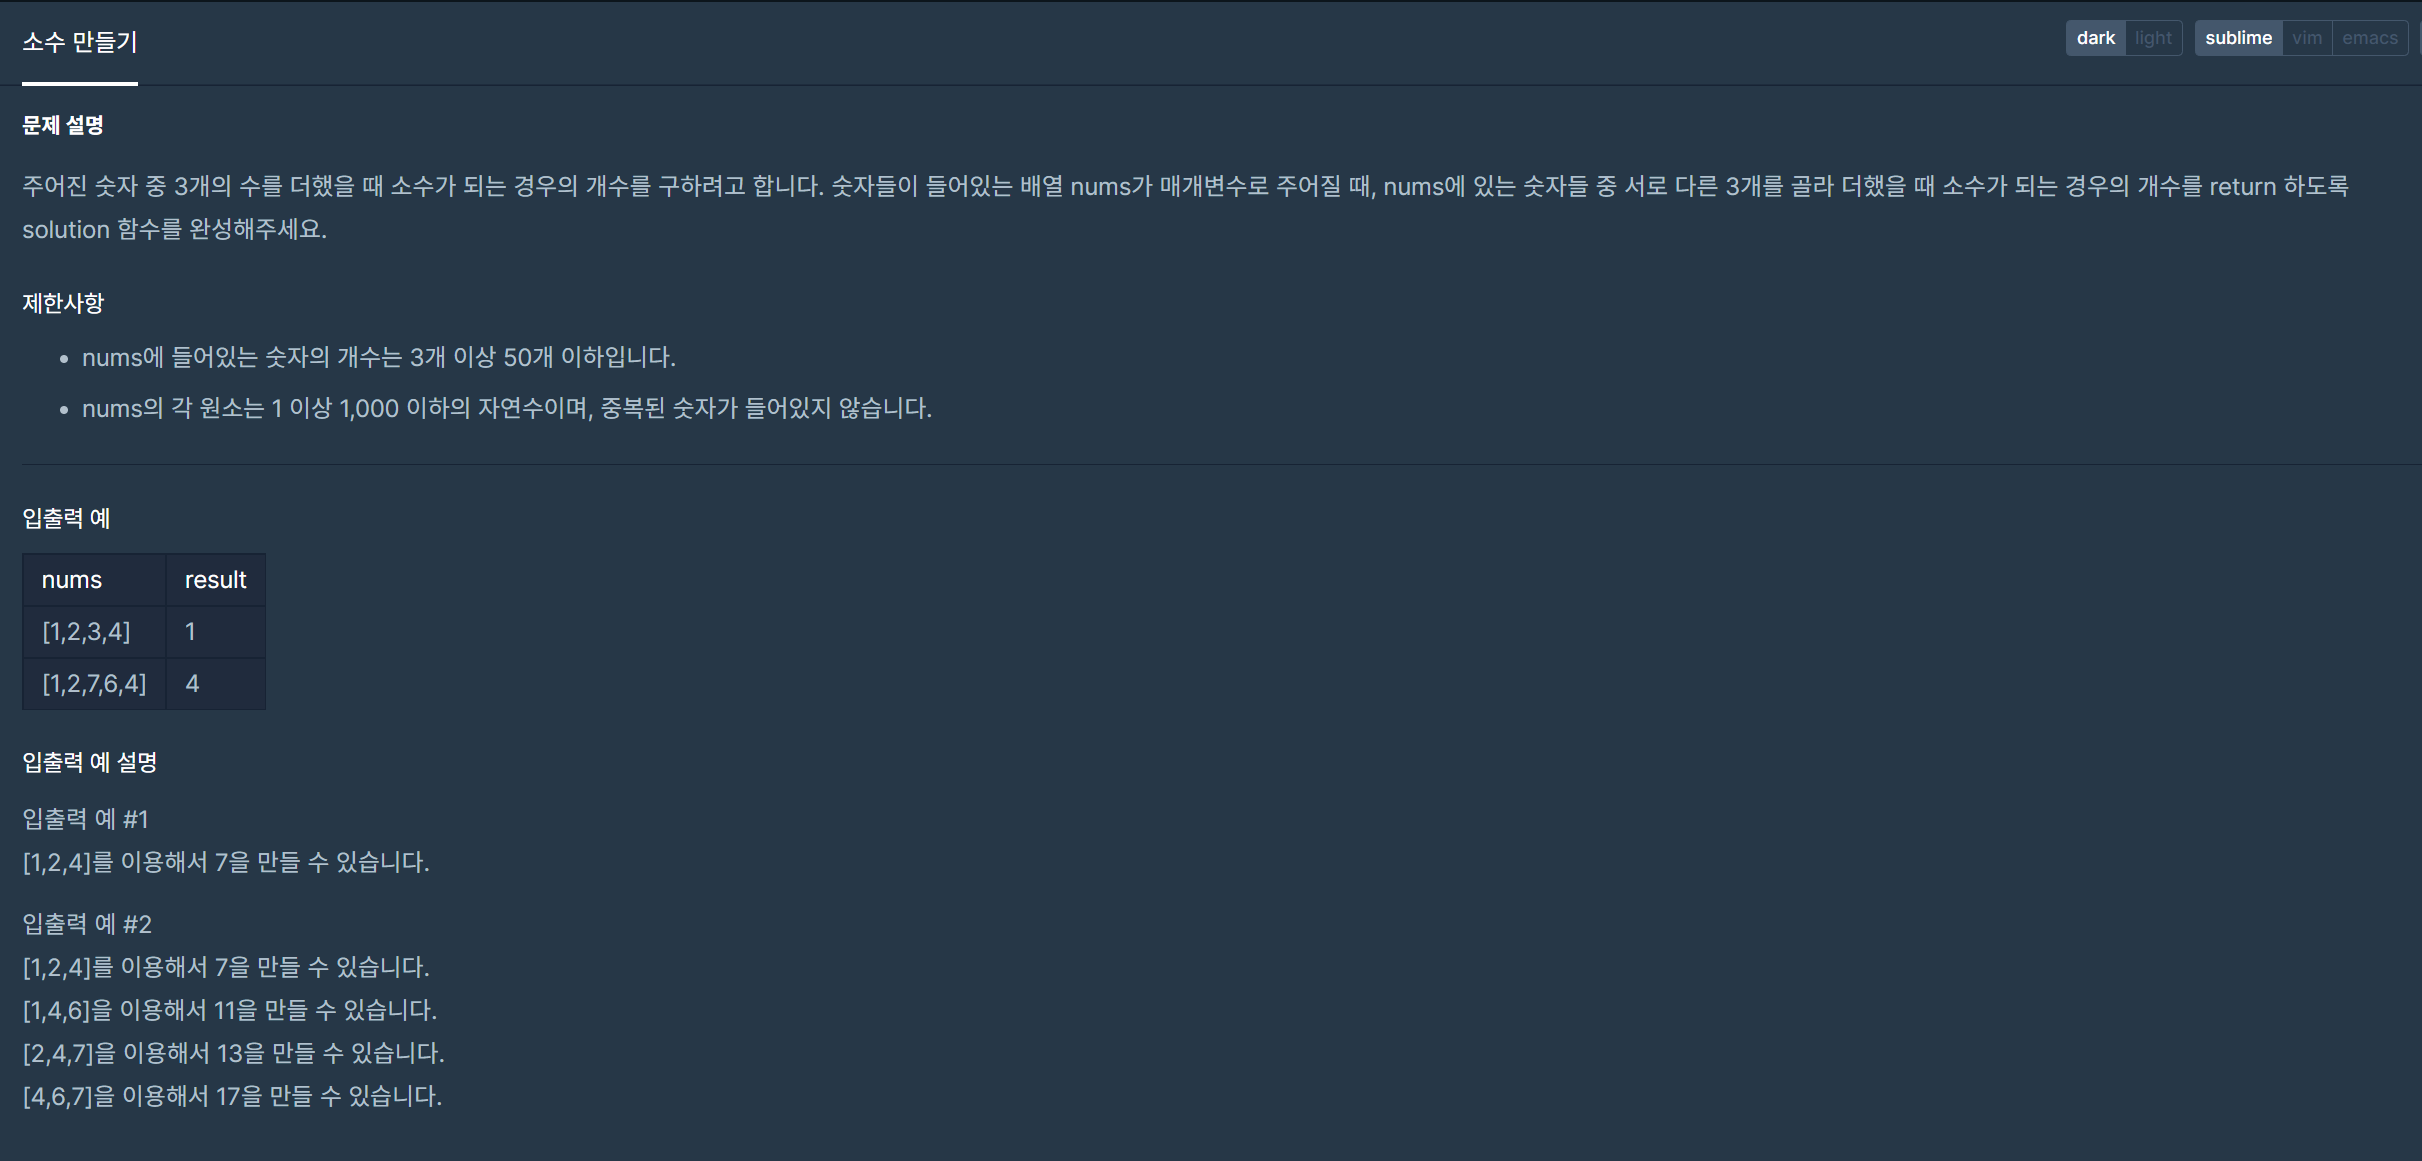 소수 만들기
dark light sublime vim emacs
문제 설명
주어진 숫자 중 3개의 수를 더했을 때 소수가 되는 경우의 개수를 구하려고 합니다. 숫자들이 들어있는 배열 nums가 매개변수로 주어질 때, nums에 있는 숫자들 중 서로 다른 3개를 골라 더했을 때 소수가 되는 경우의 개수를 return 하도록
solution 함수를 완성해주세요.
제한사항
• nums에 들어있는 숫자의 개수는 3개 이상 50개 이하입니다.
• nums의 각 원소는 1 이상 1,000 이하의 자연수이며, 중복된 숫자가 들어있지 않습니다.
입출력 예
nums result
[1,2,3,4] 1
[1,2,7,6,4] 4
입출력 예 설명
입출력 예 #1
[1,2,4]를 이용해서 7을 만들 수 있습니다.
입출력 예 #2
[1,2,4]를 이용해서 7을 만들 수 있습니다.
[1,4,6]을 이용해서 11을 만들 수 있습니다.
[2,4,7]을 이용해서 13을 만들 수 있습니다.
[4,6,7]을 이용해서 17을 만들 수 있습니다.